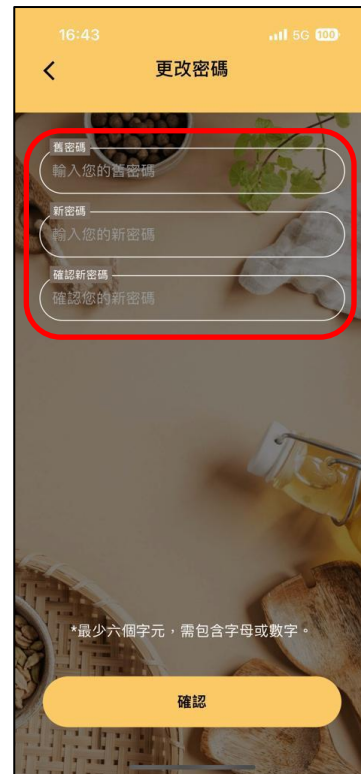 16:43
5G 100
更改密碼
舊密碼
輸入您的舊密碼
新密碼
輸入您的新密碼
確認新密碼
確認您的新密碼
*最少六個字元，需包含字母或數字。
確認